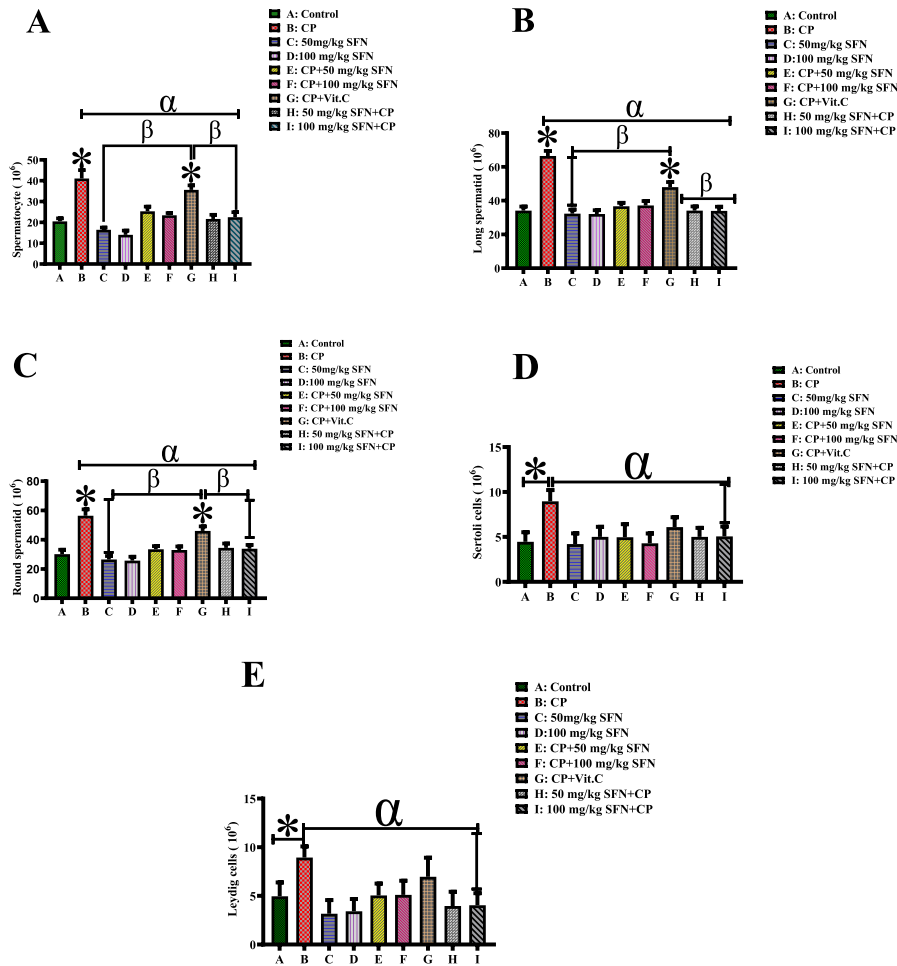 A
A: Control
B: CP
C: 50mg/kg SFN
D:100 mg/kg SFN
E: CP+50 mg/kg SFN
F: CP+100 mg/kg SFN
G: CP+Vit.C
H: 50 mg/kg SFN+CP
I: 100 mg/kg SFN+CP
α
β β
* *
Spermatocyte ( 10⁶)
50
40
30
20
10
0
A B C D E F G H I
B
A: Control
B: CP
C: 50mg/kg SFN
D:100 mg/kg SFN
E: CP+50 mg/kg SFN
F: CP+100 mg/kg SFN
G: CP+Vit.C
H: 50 mg/kg SFN+CP
I: 100 mg/kg SFN+CP
α
* β *
β
Long spermatid ( 10⁶)
80
60
40
20
0
A B C D E F G H I
C
A: Control
B: CP
C: 50mg/kg SFN
D:100 mg/kg SFN
E: CP+50 mg/kg SFN
F: CP+100 mg/kg SFN
G: CP+Vit.C
H: 50 mg/kg SFN+CP
I: 100 mg/kg SFN+CP
α
β β
* *
Round spermatid ( 10⁶)
80
60
40
20
0
A B C D E F G H I
D
A: Control
B: CP
C: 50mg/kg SFN
D:100 mg/kg SFN
E: CP+50 mg/kg SFN
F: CP+100 mg/kg SFN
G: CP+Vit.C
H: 50 mg/kg SFN+CP
I: 100 mg/kg SFN+CP
* α
Sertoli cells ( 10⁶)
15
10
5
0
A B C D E F G H I
E
A: Control
B: CP
C: 50mg/kg SFN
D:100 mg/kg SFN
E: CP+50 mg/kg SFN
F: CP+100 mg/kg SFN
G: CP+Vit.C
H: 50 mg/kg SFN+CP
I: 100 mg/kg SFN+CP
* α
Leydig cells ( 10⁶)
15
10
5
0
A B C D E F G H I